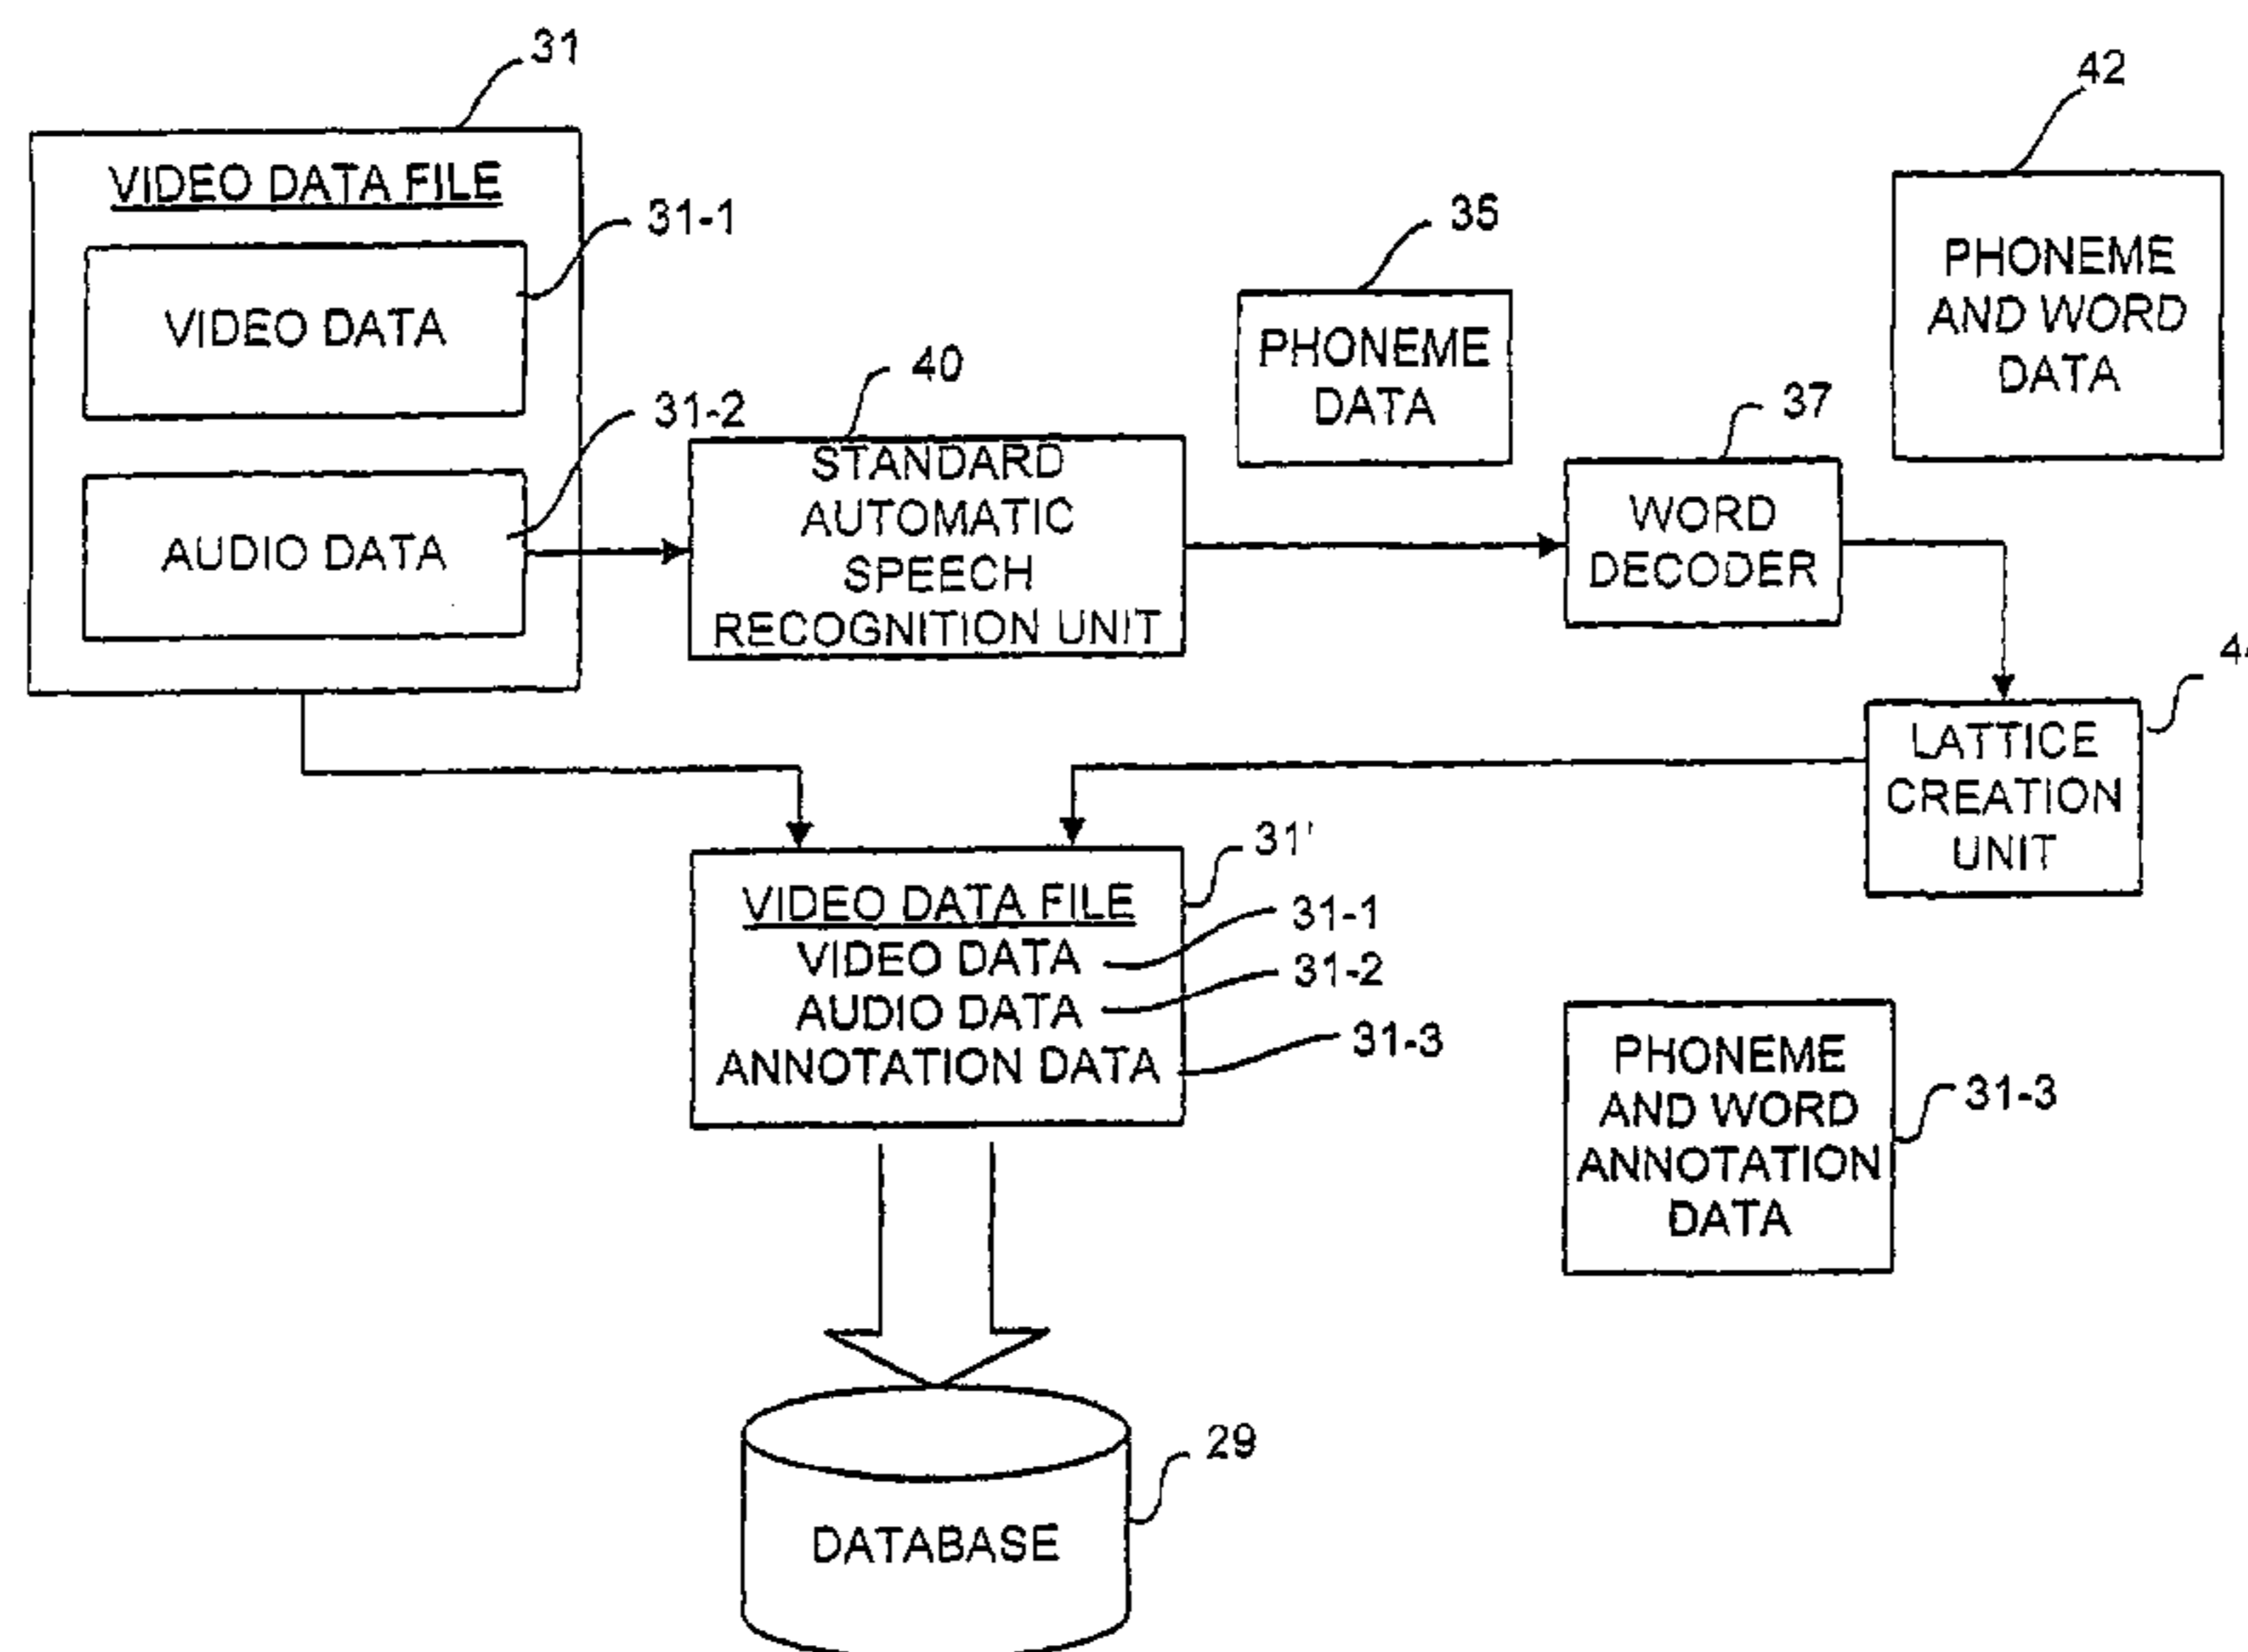 31
VIDEO DATA FILE
31-1
VIDEO DATA
31-2
AUDIO DATA
40
STANDARD
AUTOMATIC
SPEECH
RECOGNITION UNIT
35
PHONEME
DATA
42
PHONEME
AND WORD
DATA
37
WORD
DECODER
LATTICE
CREATION
UNIT
31'
VIDEO DATA FILE
VIDEO DATA
31-1
AUDIO DATA
31-2
ANNOTATION DATA
31-3
PHONEME
AND WORD
ANNOTATION
DATA
31-3
29
DATABASE